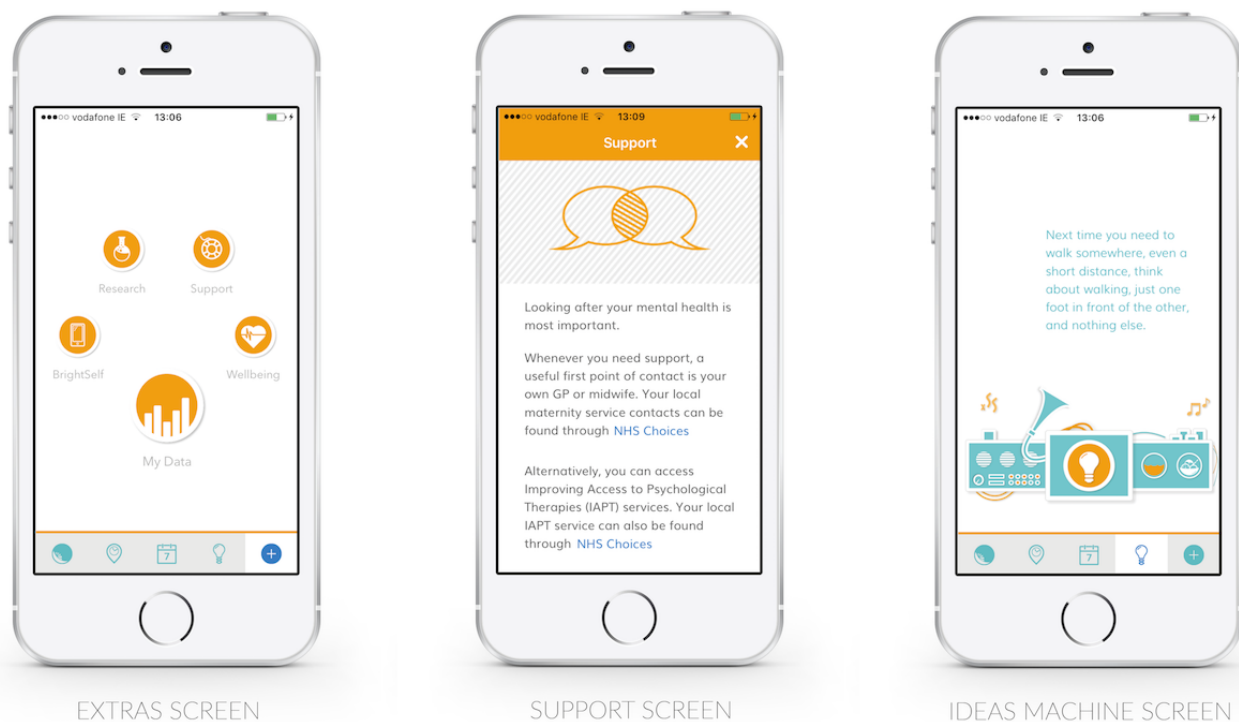 vodafone IE 13:06
Research Support
BrightSelf Wellbeing
My Data
7
EXTRAS SCREEN
vodafone IE 13:09
Support
Looking after your mental health is
most important.
Whenever you need support, a
useful first point of contact is your
own GP or midwife. Your local
maternity service contacts can be
found through NHS Choices
Alternatively, you can access
Improving Access to Psychological
Therapies (IAPT) services. Your local
IAPT service can also be found
through NHS Choices
SUPPORT SCREEN
vodafone IE 13:06
Next time you need to
walk somewhere, even a
short distance, think
about walking, just one
foot in front of the other,
and nothing else.
7
IDEAS MACHINE SCREEN